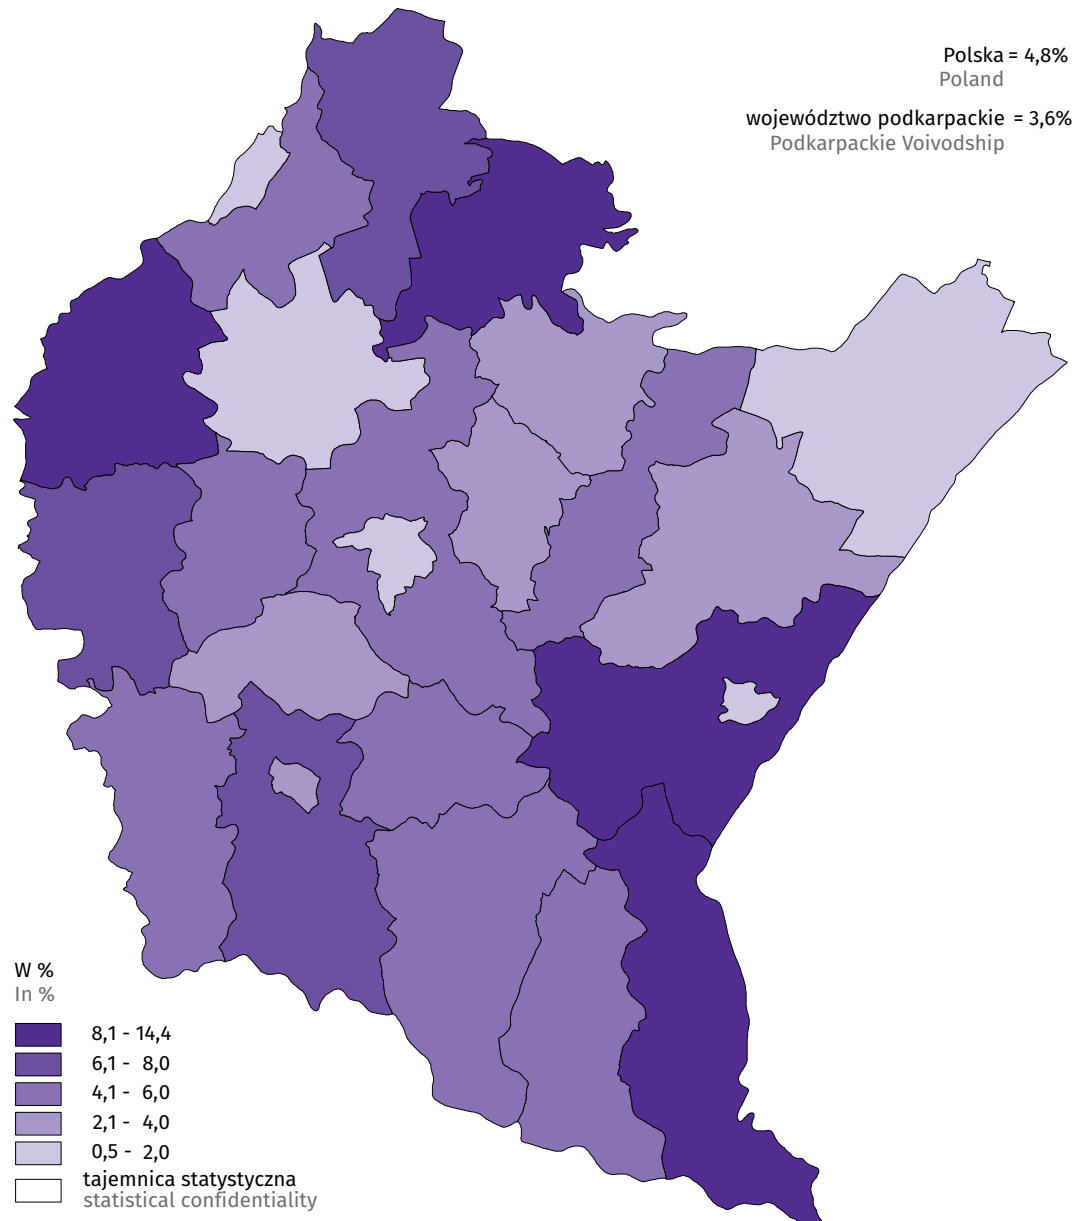 Polska = 4,8%
Poland
województwo podkarpackie = 3,6%
Podkarpackie Voivodship
W %
In %
8,1 - 14,4
6,1 - 8,0
4,1 - 6,0
2,1 - 4,0
0,5 - 2,0
tajemnica statystyczna
statistical confidentiality